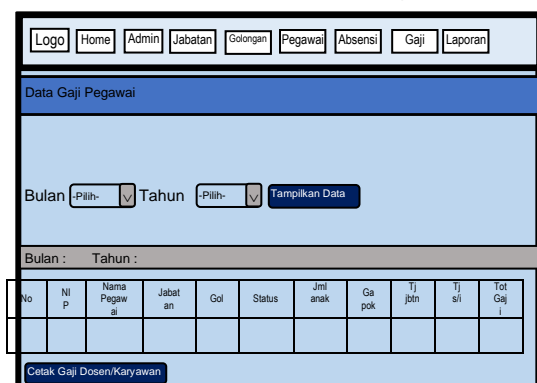 Logo Home Admin Jabatan Golongan Pegawai Absensi Gaji Laporan
Data Gaji Pegawai
Bulan -Pilih- Tahun -Pilih- Tampilkan Data
Bulan : Tahun :
No NI P Nama Pegaw ai Jabat an Gol Status Jml anak Ga pok Tj jbtn Tj s/i Tot Gaj i
Cetak Gaji Dosen/Karyawan